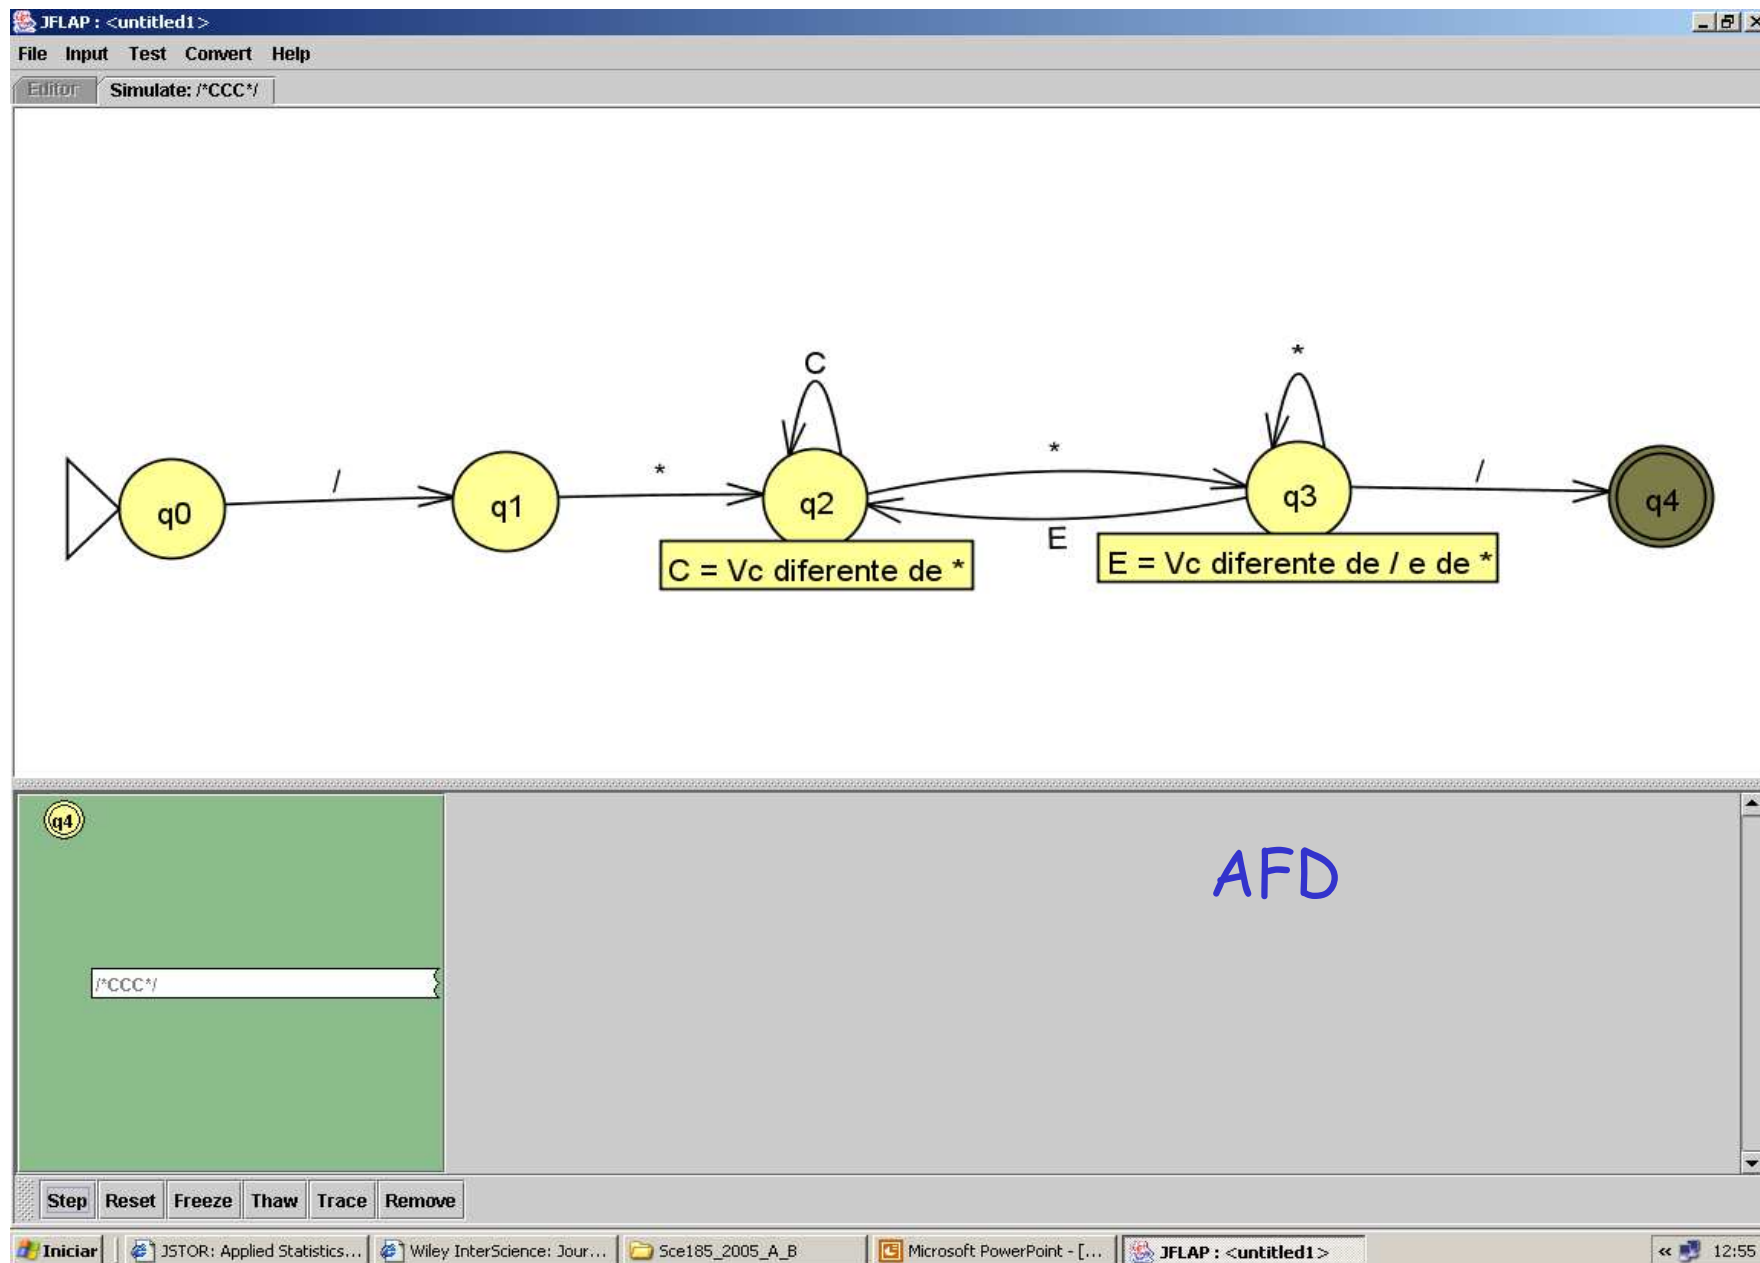 JFLAP : <untitled1>
File Input Test Convert Help
Editor Simulate: /*CCC*/
C *
/ * * /
q0 q1 q2 q3 q4
E
C = Vc diferente de * E = Vc diferente de / e de *
q4
AFD
/*CCC*/
Step Reset Freeze Thaw Trace Remove
Iniciar JSTOR: Applied Statistics... Wiley InterScience: Jour... Sce185_2005_A_B Microsoft PowerPoint - [... JFLAP : <untitled1> « 12:55